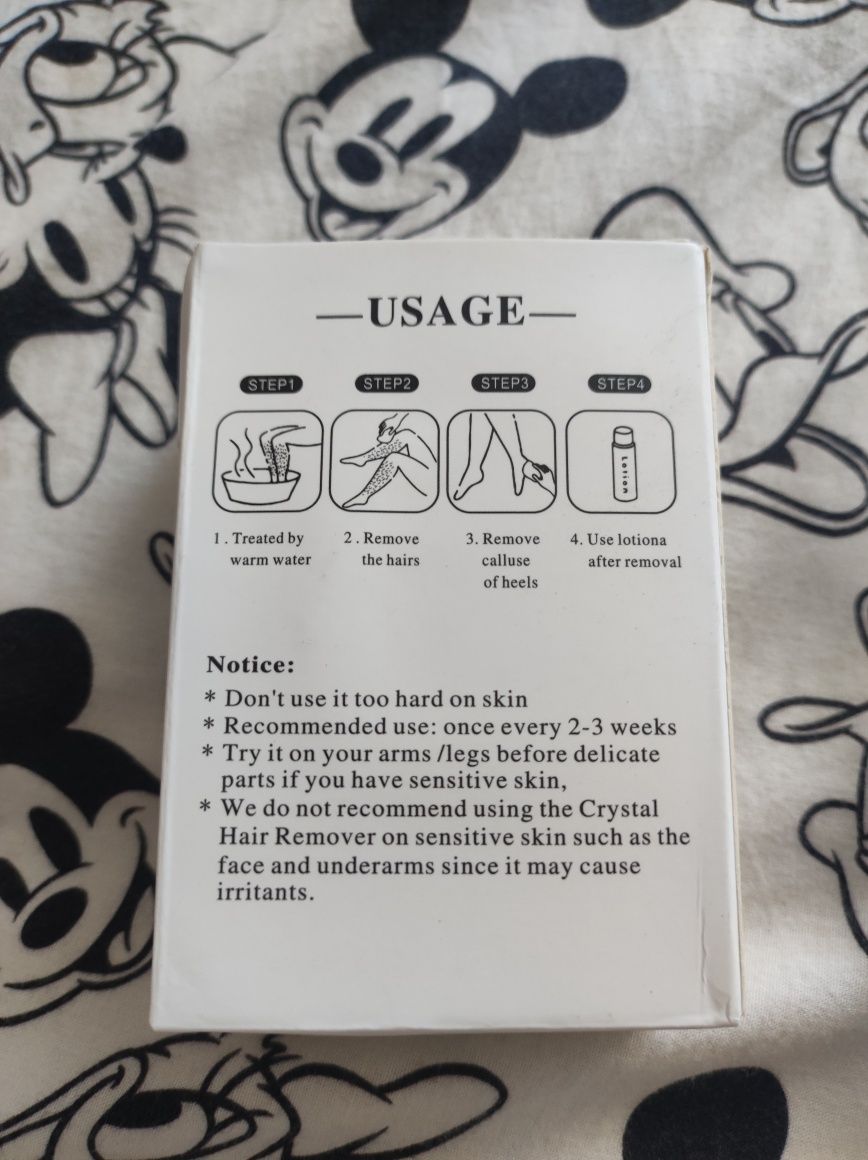 —USAGE—
STEP1 STEP2 STEP3 STEP4
Lotion
1. Treated by warm water
2. Remove the hairs
3. Remove calluse of heels
4. Use lotiona after removal
Notice:
* Don't use it too hard on skin
* Recommended use: once every 2-3 weeks
* Try it on your arms /legs before delicate
parts if you have sensitive skin,
* We do not recommend using the Crystal
Hair Remover on sensitive skin such as the
face and underarms since it may cause
irritants.